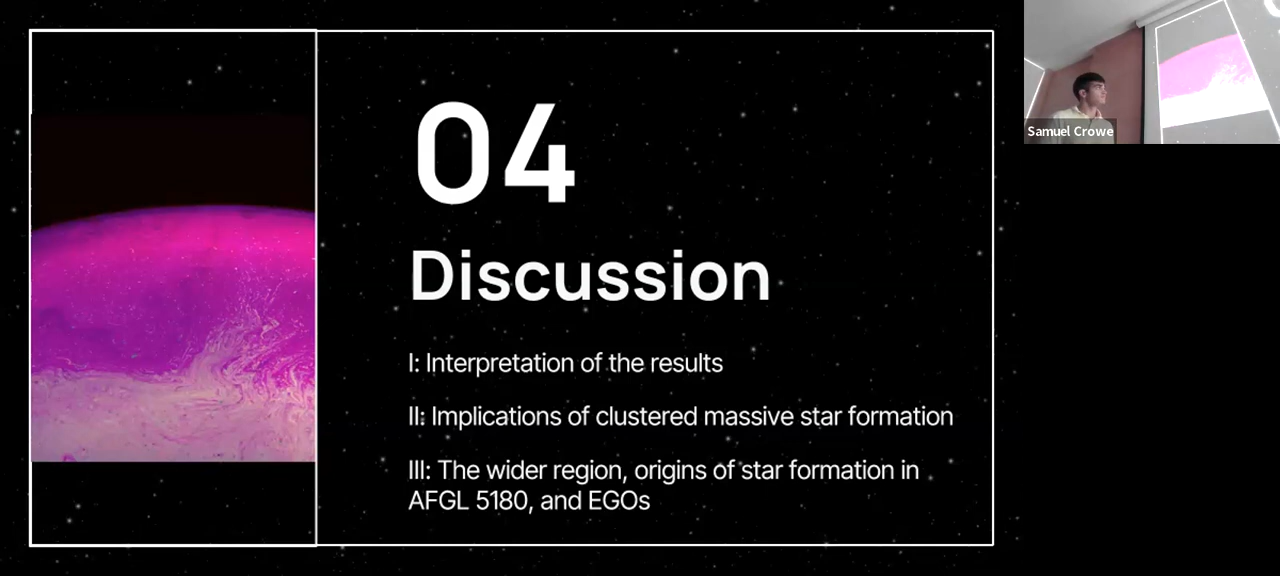 04
Discussion
I: Interpretation of the results
II: Implications of clustered massive star formation
III: The wider region, origins of star formation in
AFGL 5180, and EGOs
Samuel Crowe